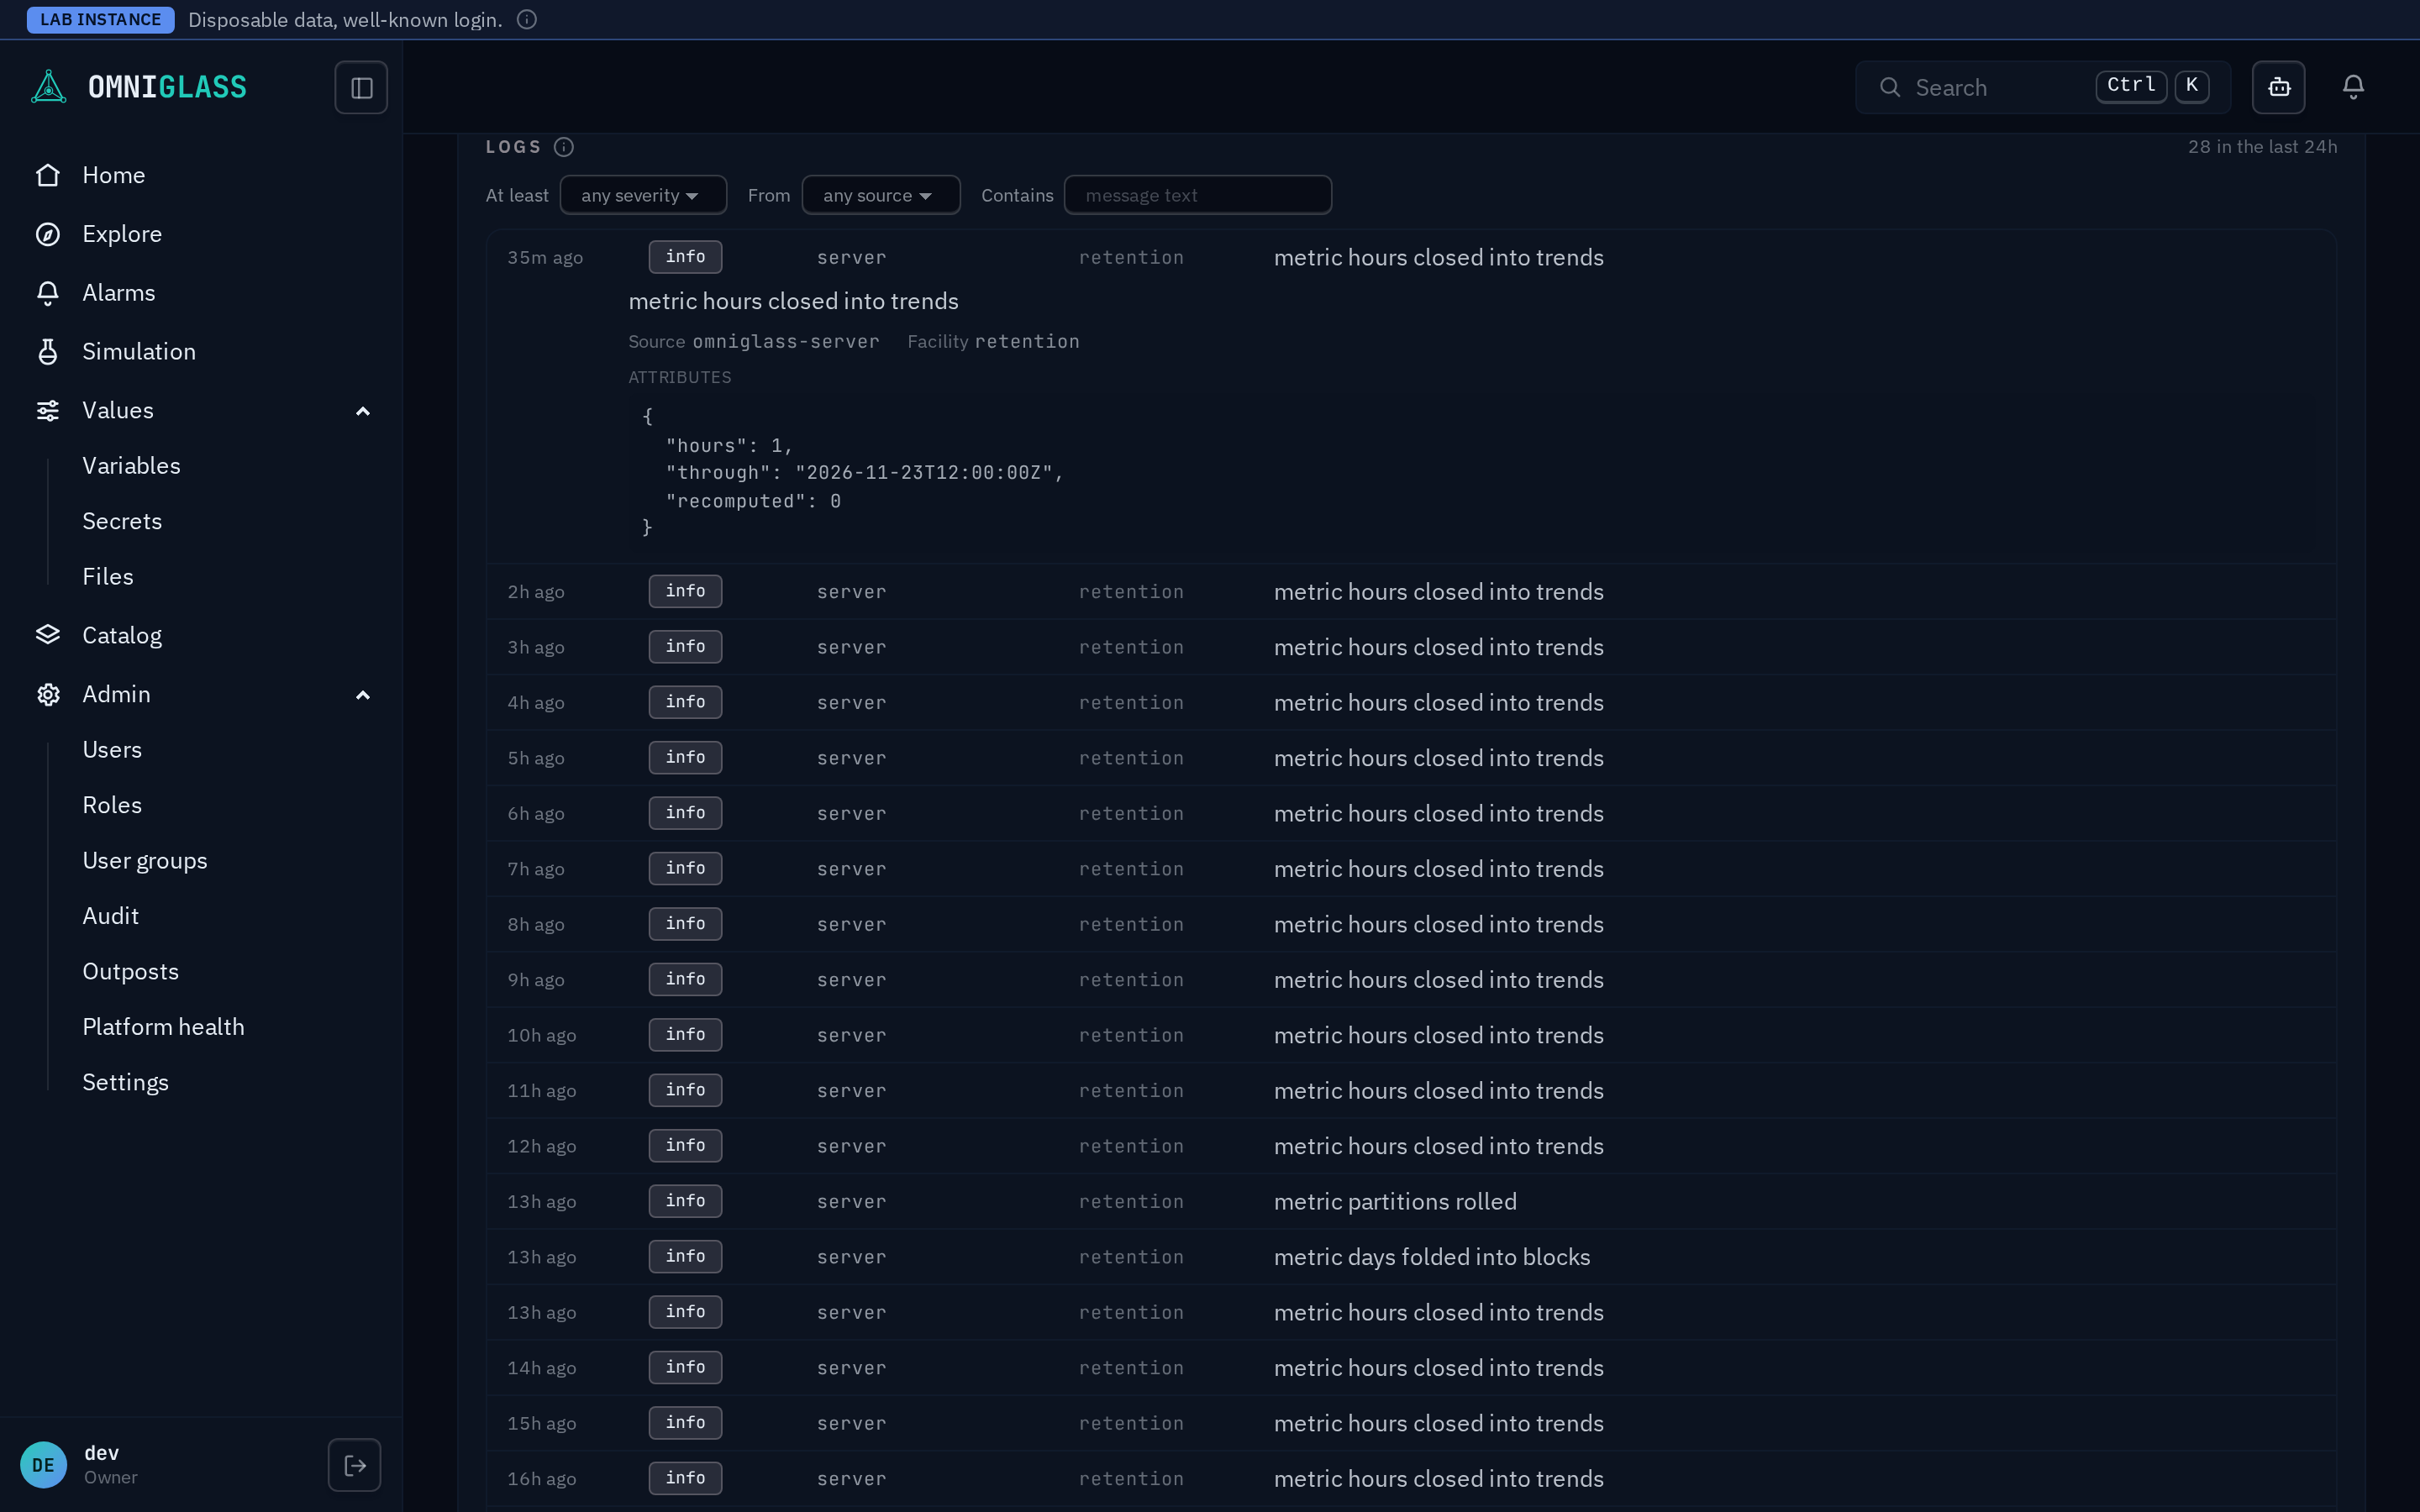 LAB INSTANCE Disposable data, well-known login.
OMNIGLASS
Search Ctrl K
Home
Explore
Alarms
Simulation
Values
Variables
Secrets
Files
Catalog
Admin
Users
Roles
User groups
Audit
Outposts
Platform health
Settings
DE dev
Owner
LOGS 28 in the last 24h
At least any severity From any source Contains message text
35m ago info server retention metric hours closed into trends
metric hours closed into trends
Source omniglass-server Facility retention
ATTRIBUTES
{
"hours": 1,
"through": "2026-11-23T12:00:00Z",
"recomputed": 0
}
2h ago info server retention metric hours closed into trends
3h ago info server retention metric hours closed into trends
4h ago info server retention metric hours closed into trends
5h ago info server retention metric hours closed into trends
6h ago info server retention metric hours closed into trends
7h ago info server retention metric hours closed into trends
8h ago info server retention metric hours closed into trends
9h ago info server retention metric hours closed into trends
10h ago info server retention metric hours closed into trends
11h ago info server retention metric hours closed into trends
12h ago info server retention metric hours closed into trends
13h ago info server retention metric partitions rolled
13h ago info server retention metric days folded into blocks
13h ago info server retention metric hours closed into trends
14h ago info server retention metric hours closed into trends
15h ago info server retention metric hours closed into trends
16h ago info server retention metric hours closed into trends